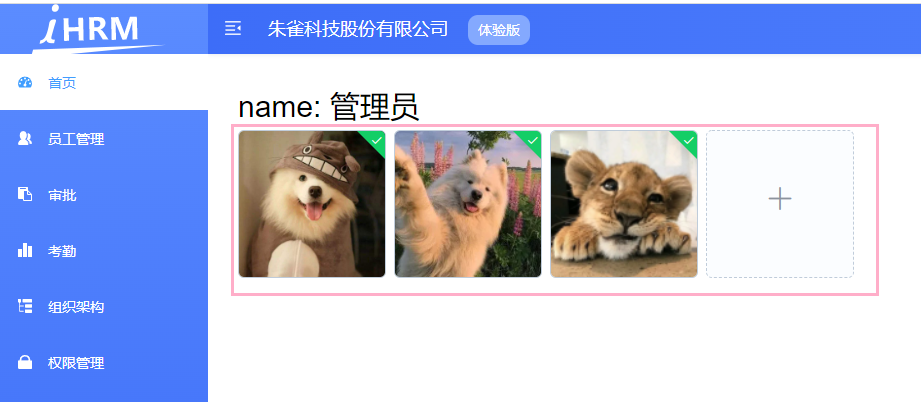 iHRM
朱雀科技股份有限公司 体验版
首页
name: 管理员
员工管理
审批
考勤
组织架构
权限管理